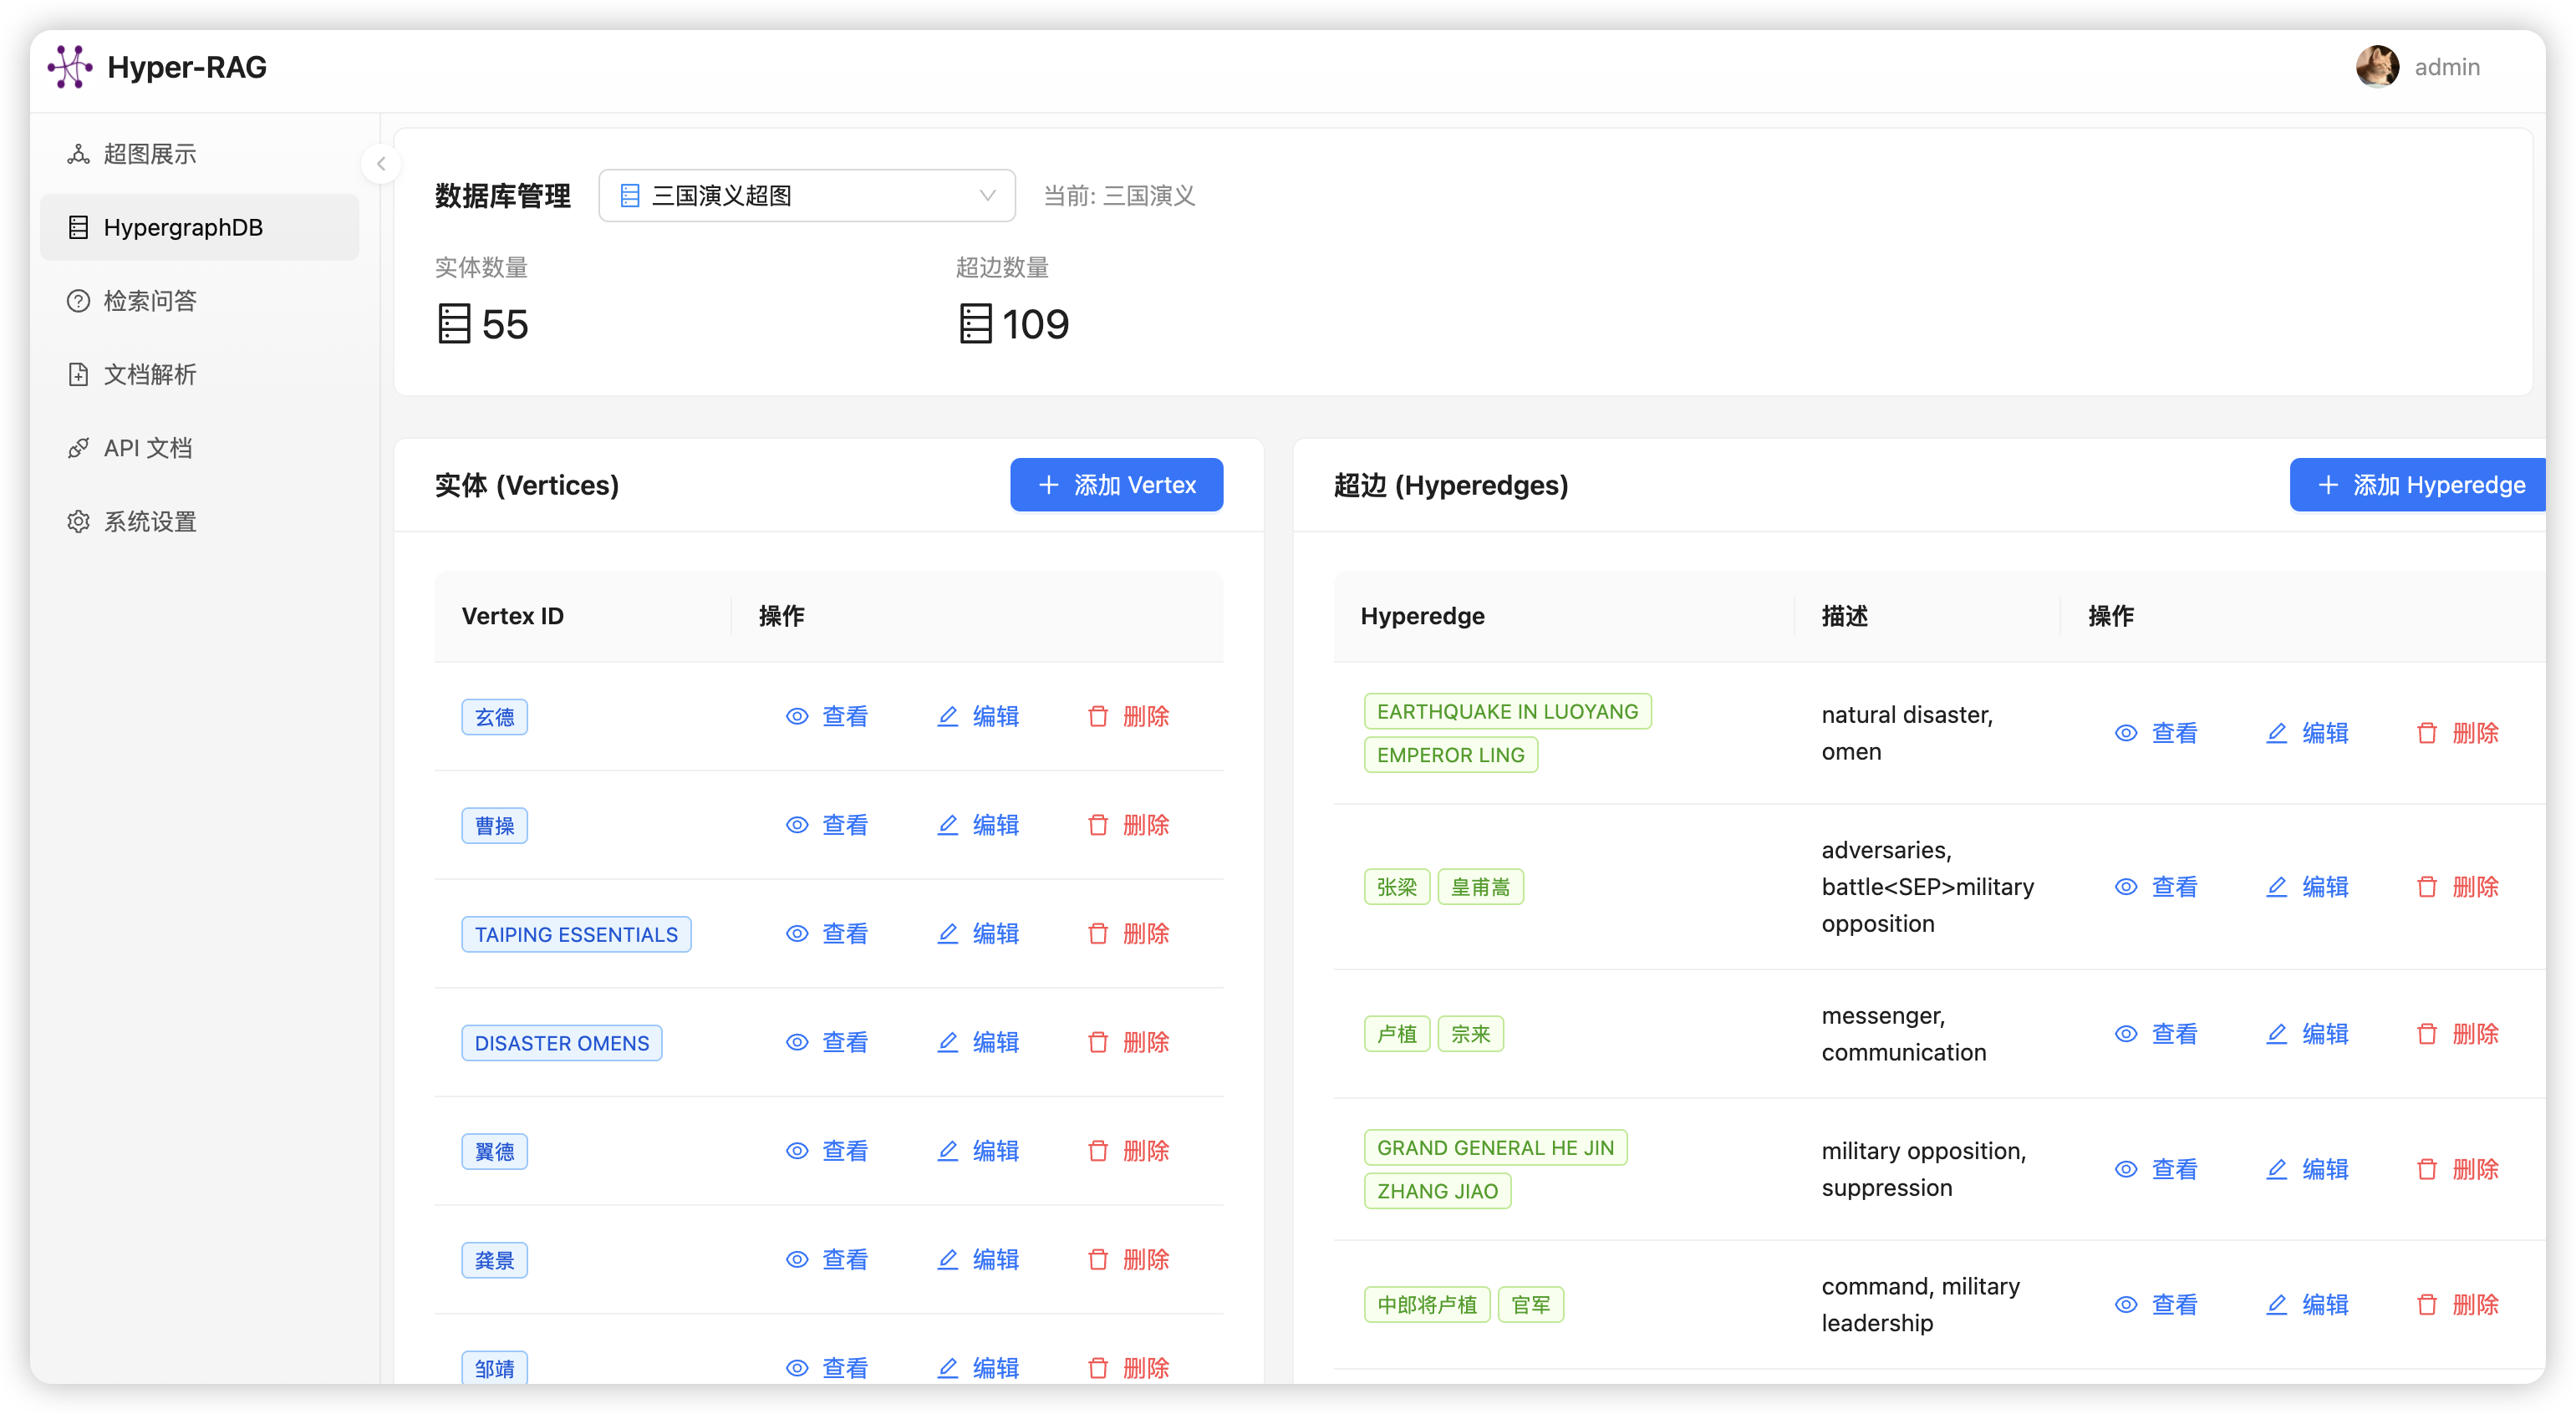 Hyper-RAG
admin
超图展示
HypergraphDB
检索问答
文档解析
API 文档
系统设置
数据库管理
三国演义超图
当前: 三国演义
实体数量
超边数量
55
109
实体 (Vertices)
添加 Vertex
Vertex ID
操作
玄德
查看 编辑 删除
曹操
查看 编辑 删除
TAIPING ESSENTIALS
查看 编辑 删除
DISASTER OMENS
查看 编辑 删除
翼德
查看 编辑 删除
龚景
查看 编辑 删除
邹靖
查看 编辑 删除
超边 (Hyperedges)
添加 Hyperedge
Hyperedge
描述
操作
EARTHQUAKE IN LUOYANG
EMPEROR LING
natural disaster,
omen
查看 编辑 删除
张梁 皇甫嵩
adversaries,
battle<SEP>military
opposition
查看 编辑 删除
卢植 宗来
messenger,
communication
查看 编辑 删除
GRAND GENERAL HE JIN
ZHANG JIAO
military opposition,
suppression
查看 编辑 删除
中郎将卢植 官军
command, military
leadership
查看 编辑 删除